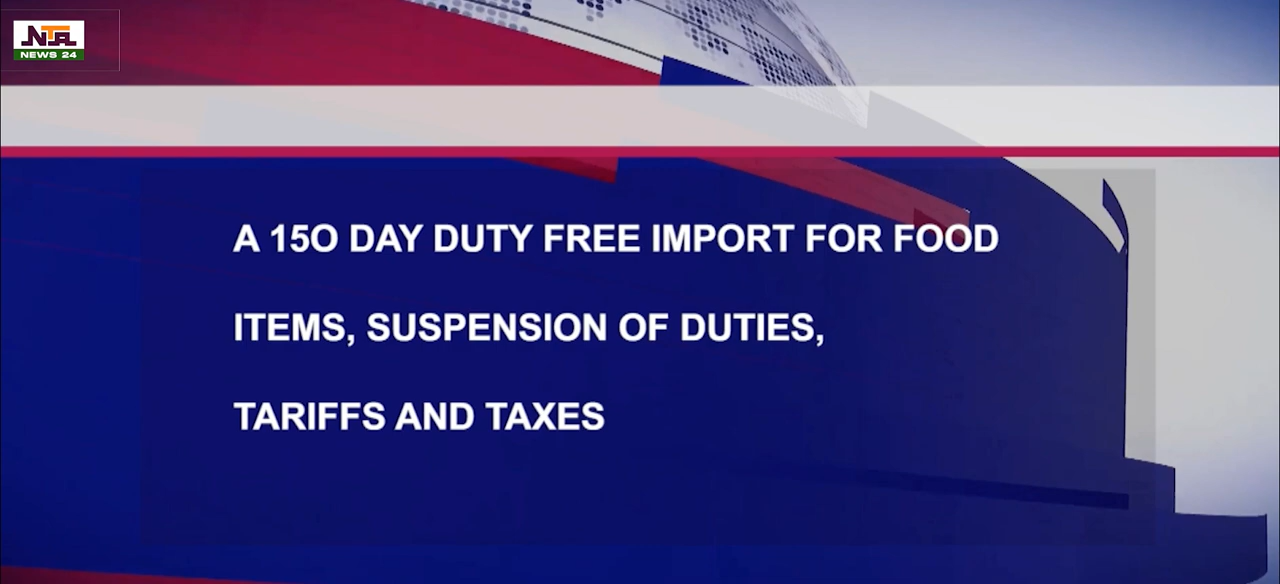 NTA
NEWS 24
A 15O DAY DUTY FREE IMPORT FOR FOOD
ITEMS, SUSPENSION OF DUTIES,
TARIFFS AND TAXES